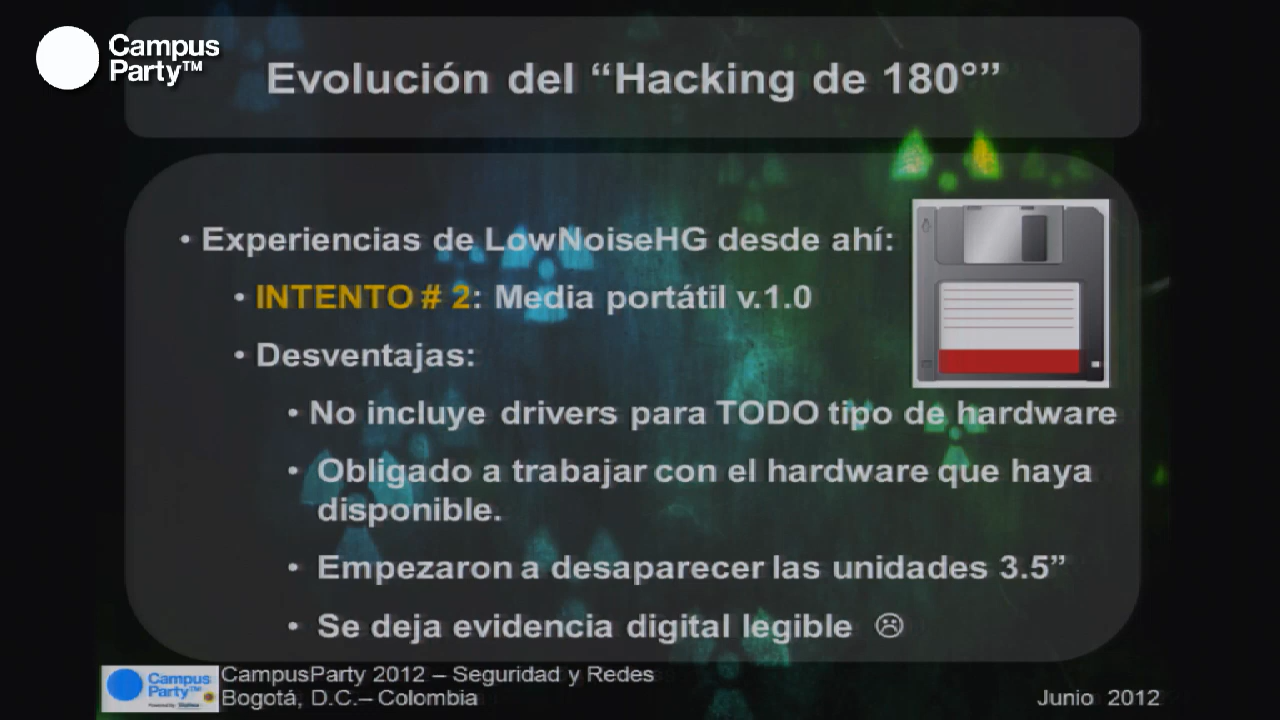 Campus
Party™
Evolución del “Hacking de 180°”
• Experiencias de LowNoiseHG desde ahí:
• INTENTO # 2: Media portátil v.1.0
• Desventajas:
• No incluye drivers para TODO tipo de hardware
• Obligado a trabajar con el hardware que haya
disponible.
• Empezaron a desaparecer las unidades 3.5”
• Se deja evidencia digital legible ☹
Campus
Party™
CampusParty 2012 – Seguridad y Redes
Bogotá, D.C.– Colombia
Junio 2012